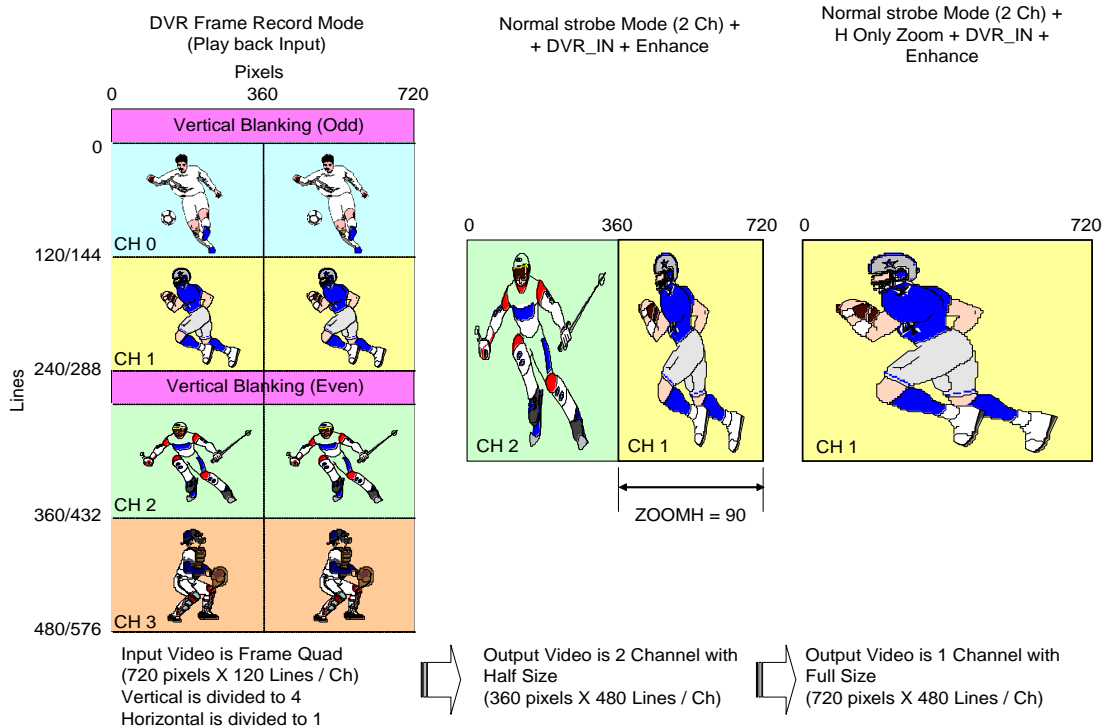 DVR Frame Record Mode
(Play back Input)
Pixels
0 360 720
Vertical Blanking (Odd)
0
CH 0
120/144
CH 1
240/288
Vertical Blanking (Even)
Lines
CH 2
360/432
CH 3
480/576
Input Video is Frame Quad
(720 pixels X 120 Lines / Ch)
Vertical is divided to 4
Horizontal is divided to 1
Normal strobe Mode (2 Ch) +
+ DVR_IN + Enhance
0 360 720
CH 2
CH 1
ZOOMH = 90
Output Video is 2 Channel with
Half Size
(360 pixels X 480 Lines / Ch)
Normal strobe Mode (2 Ch) +
H Only Zoom + DVR_IN +
Enhance
0 720
CH 1
Output Video is 1 Channel with
Full Size
(720 pixels X 480 Lines / Ch)